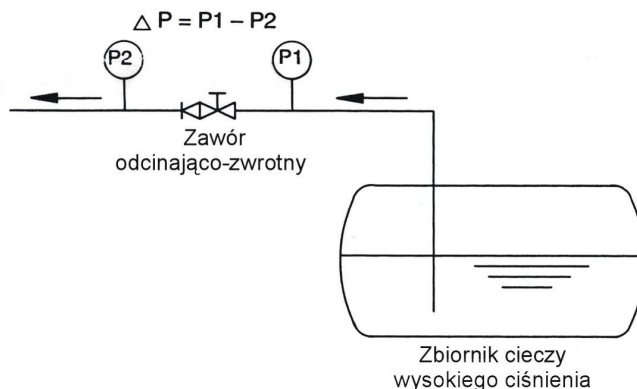 △ P = P1 – P2
P2
P1
Zawór
odcinająco-zwrotny
Zbiornik cieczy
wysokiego ciśnienia